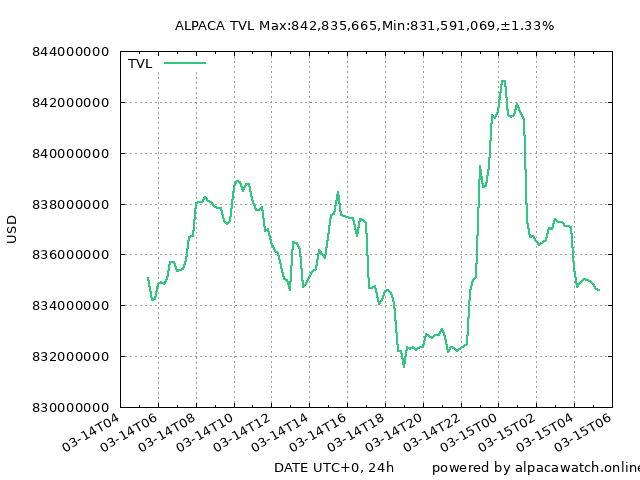 ALPACA TVL Max:842,835,665,Min:831,591,069,±1.33%
TVL
844000000
842000000
840000000
838000000
836000000
834000000
832000000
830000000
USD
03-14T04
03-14T06
03-14T08
03-14T10
03-14T12
03-14T14
03-14T16
03-14T18
03-14T20
03-14T22
03-15T00
03-15T02
03-15T04
03-15T06
DATE UTC+0, 24h
powered by alpacawatch.online